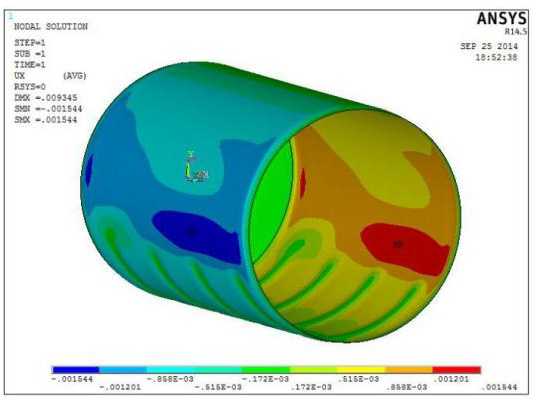 1
NODAL SOLUTION
STEP=1
SUB =1
TIME=1
UX (AVG)
RSYS=0
DMX =.009345
SMN =-.001544
SMX =.001544
ANSYS
R14.5
SEP 25 2014
18:52:38
MX
-.001544
-.001201
-.858E-03
-.515E-03
-.172E-03
.172E-03
.515E-03
.858E-03
.001201
.001544